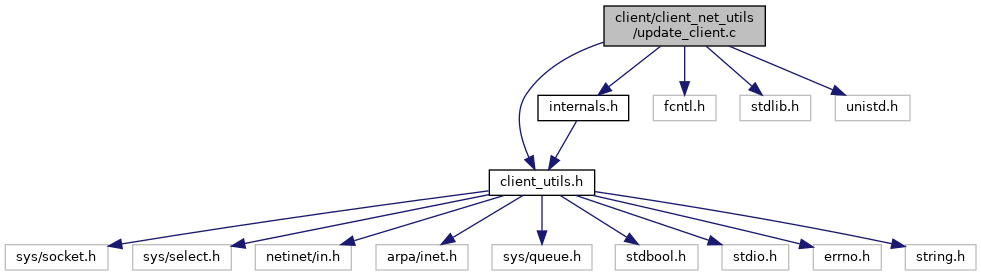 client/client_net_utils
/update_client.c
internals.h
fcntl.h
stdlib.h
unistd.h
client_utils.h
sys/socket.h
sys/select.h
netinet/in.h
arpa/inet.h
sys/queue.h
stdbool.h
stdio.h
errno.h
string.h